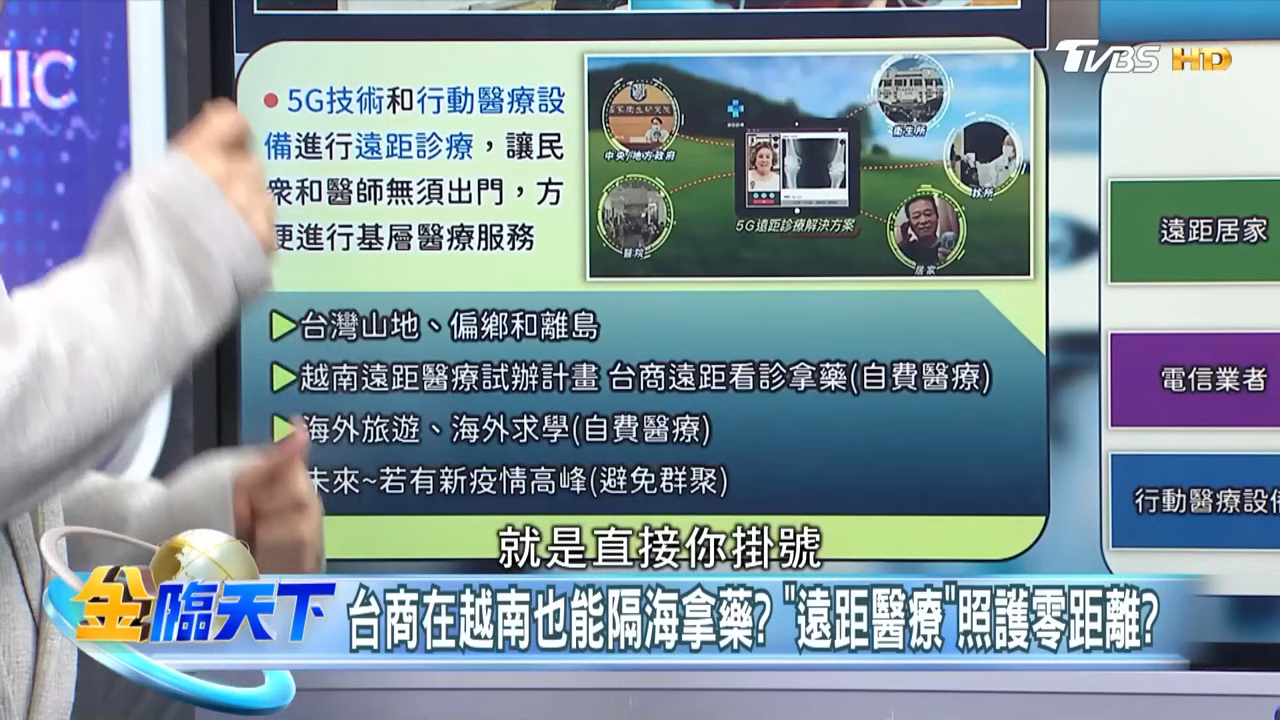 MIC
TVBS HD
● 5G技術和行動醫療設
備進行遠距診療，讓民
眾和醫師無須出門，方
便進行基層醫療服務
中央/地方政府
衛生所
診所
醫院
居家
5G遠距診療解決方案
▶台灣山地、偏鄉和離島
▶越南遠距醫療試辦計畫 台商遠距看診拿藥(自費醫療)
▶海外旅遊、海外求學(自費醫療)
未來~若有新疫情高峰(避免群聚)
遠距居家
電信業者
行動醫療設備
就是直接你掛號
金臨天下
台商在越南也能隔海拿藥? "遠距醫療"照護零距離?